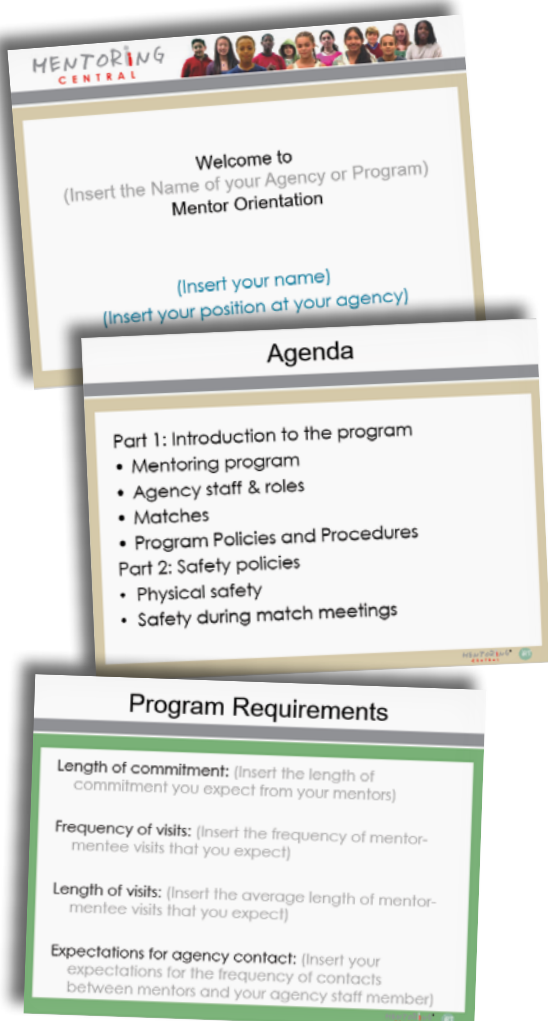 MENTORiNG
CENTRAL
Welcome to
(Insert the Name of your Agency or Program)
Mentor Orientation
(Insert your name)
(Insert your position at your agency)
Agenda
Part 1: Introduction to the program
• Mentoring program
• Agency staff & roles
• Matches
• Program Policies and Procedures
Part 2: Safety policies
• Physical safety
• Safety during match meetings
MENTORiNG
CENTRAL
Program Requirements
Length of commitment: (Insert the length of
commitment you expect from your mentors)
Frequency of visits: (Insert the frequency of mentor-
mentee visits that you expect)
Length of visits: (Insert the average length of mentor-
mentee visits that you expect)
Expectations for agency contact: (Insert your
expectations for the frequency of contacts
between mentors and your agency staff member)